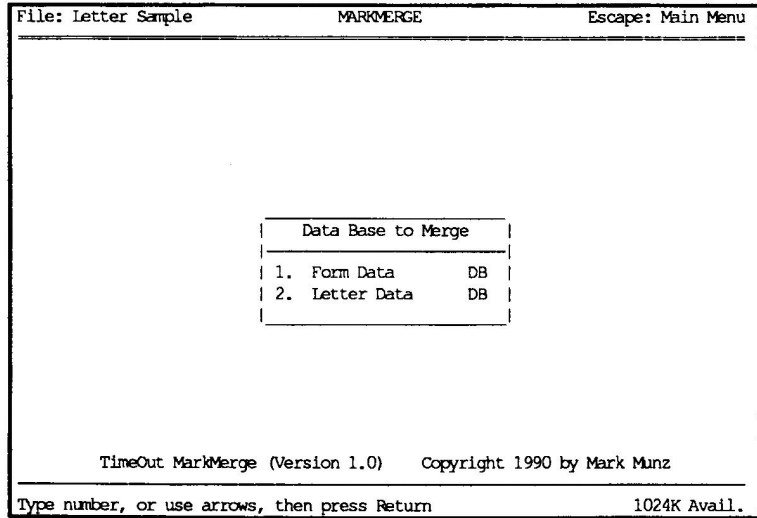 File: Letter Sample MARKMERGE Escape: Main Menu
Data Base to Merge
1. Form Data DB
2. Letter Data DB
TimeOut MarkMerge (Version 1.0) Copyright 1990 by Mark Munz
Type number, or use arrows, then press Return 1024K Avail.